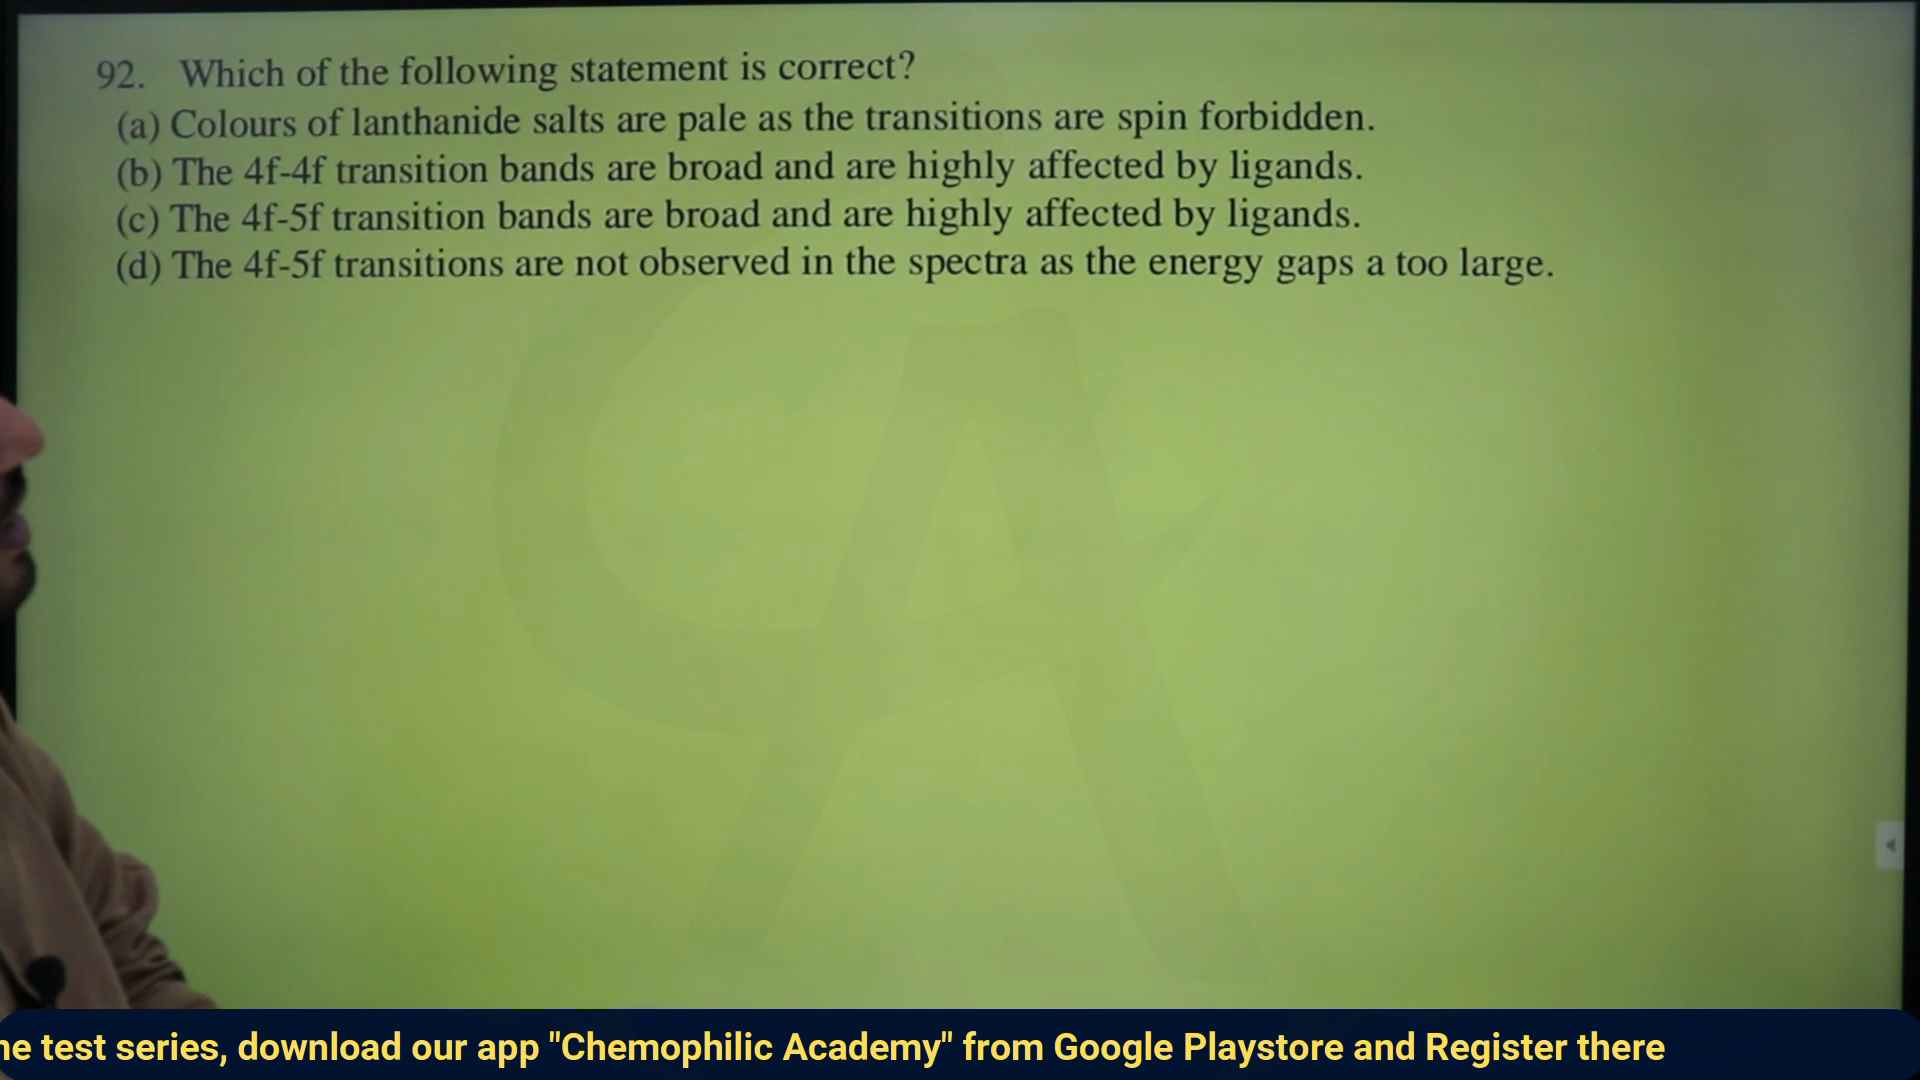 92. Which of the following statement is correct?
(a) Colours of lanthanide salts are pale as the transitions are spin forbidden.
(b) The 4f-4f transition bands are broad and are highly affected by ligands.
(c) The 4f-5f transition bands are broad and are highly affected by ligands.
(d) The 4f-5f transitions are not observed in the spectra as the energy gaps a too large.
test series, download our app "Chemophilic Academy" from Google Playstore and Register there